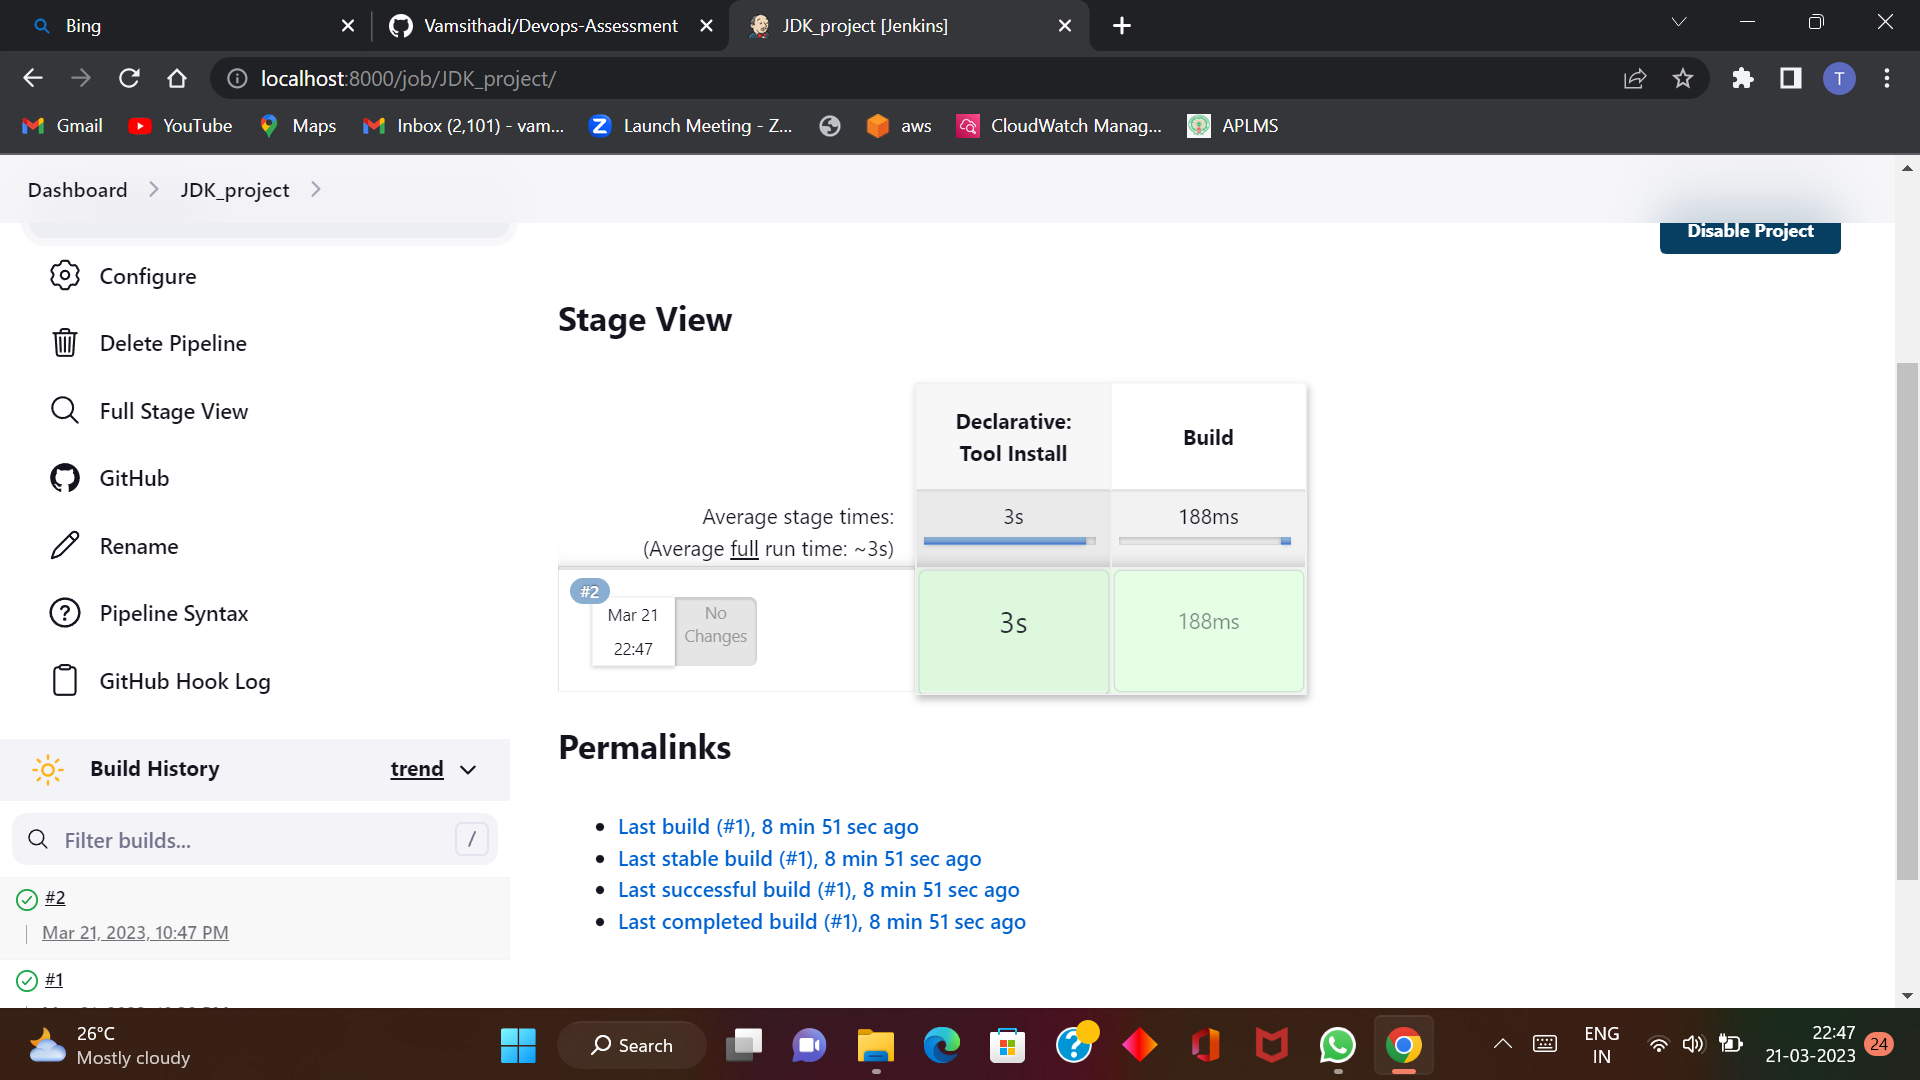 Bing
Vamsithadi/Devops-Assessment
JDK_project [Jenkins]
localhost:8000/job/JDK_project/
T
Gmail
YouTube
Maps
Inbox (2,101) - vam...
Launch Meeting - Z...
aws
CloudWatch Manag...
APLMS
Dashboard
JDK_project
Disable Project
Configure
Delete Pipeline
Full Stage View
GitHub
Rename
Pipeline Syntax
GitHub Hook Log
Build History
trend
Filter builds...
/
#2
Mar 21, 2023, 10:47 PM
#1
Stage View
Declarative:
Tool Install
Build
Average stage times:
(Average full run time: ~3s)
3s
188ms
#2
Mar 21
22:47
No
Changes
3s
188ms
Permalinks
Last build (#1), 8 min 51 sec ago
Last stable build (#1), 8 min 51 sec ago
Last successful build (#1), 8 min 51 sec ago
Last completed build (#1), 8 min 51 sec ago
26°C
Mostly cloudy
Search
ENG
IN
22:47
21-03-2023
24